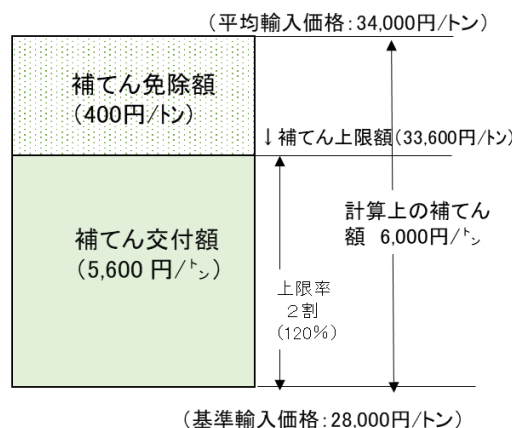 （平均輸入価格：34,000円/トン）
補てん免除額
（400円/トン）
↓補てん上限額（33,600円/トン）
計算上の補てん
額 6,000円/㌧
補てん交付額
（5,600 円/㌧）
上限率
２割
（120％）
（基準輸入価格：28,000円/トン）